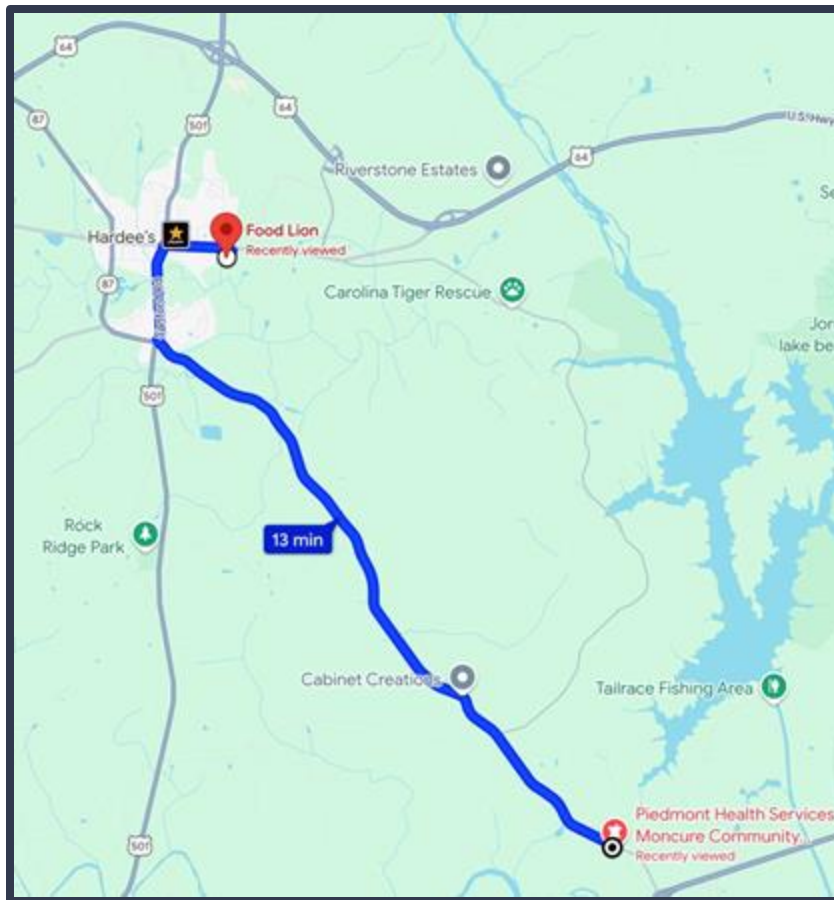 64
87
501
64
U.S. Hwy
64
Riverstone Estates
Se
Hardee's
Food Lion
Recently viewed
87
Carolina Tiger Rescue
Jor
lake be
501
Rock
Ridge Park
13 min
Cabinet Creations
Tailrace Fishing Area
Piedmont Health Services
Moncure Community...
Recently viewed
501